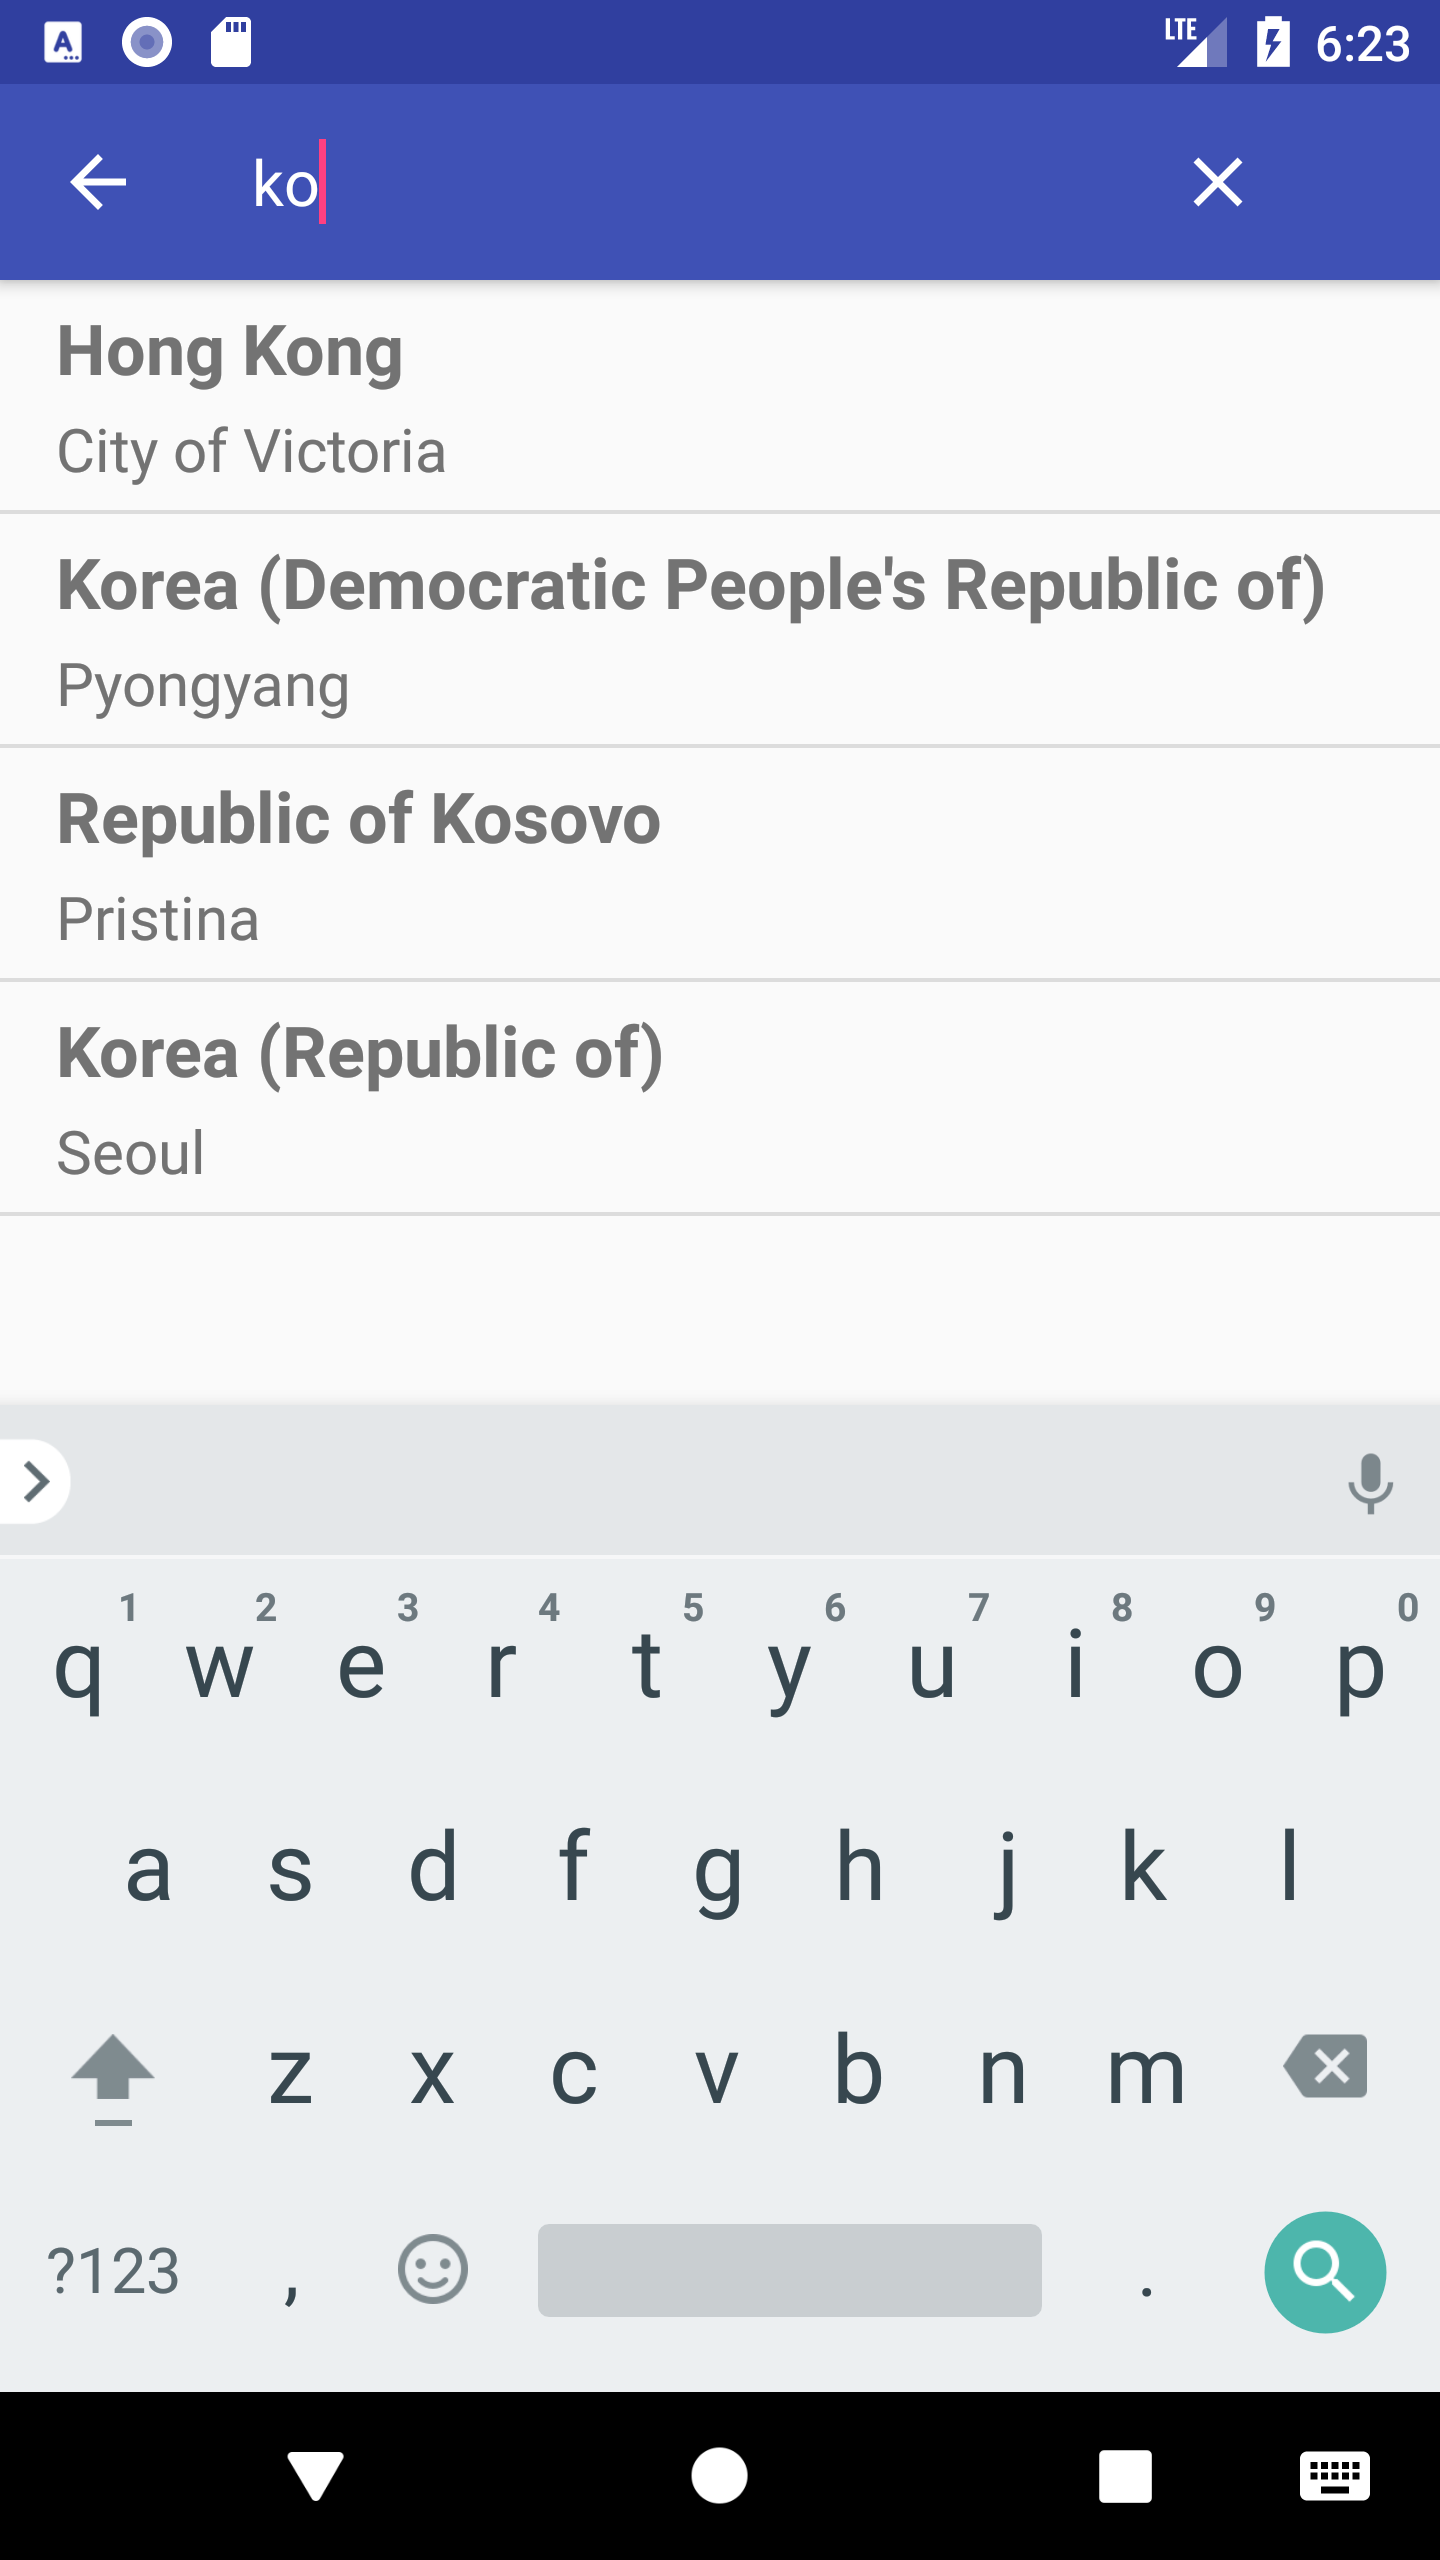 LTE 6:23
ko
Hong Kong
City of Victoria
Korea (Democratic People's Republic of)
Pyongyang
Republic of Kosovo
Pristina
Korea (Republic of)
Seoul
1 2 3 4 5 6 7 8 9 0
q w e r t y u i o p
a s d f g h j k l
z x c v b n m
?123 , .